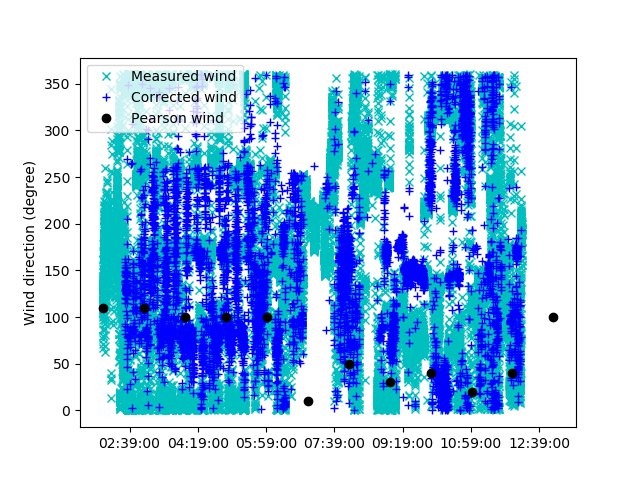 Measured wind
Corrected wind
Pearson wind
Wind direction (degree)
350
300
250
200
150
100
50
0
02:39:00 04:19:00 05:59:00 07:39:00 09:19:00 10:59:00 12:39:00